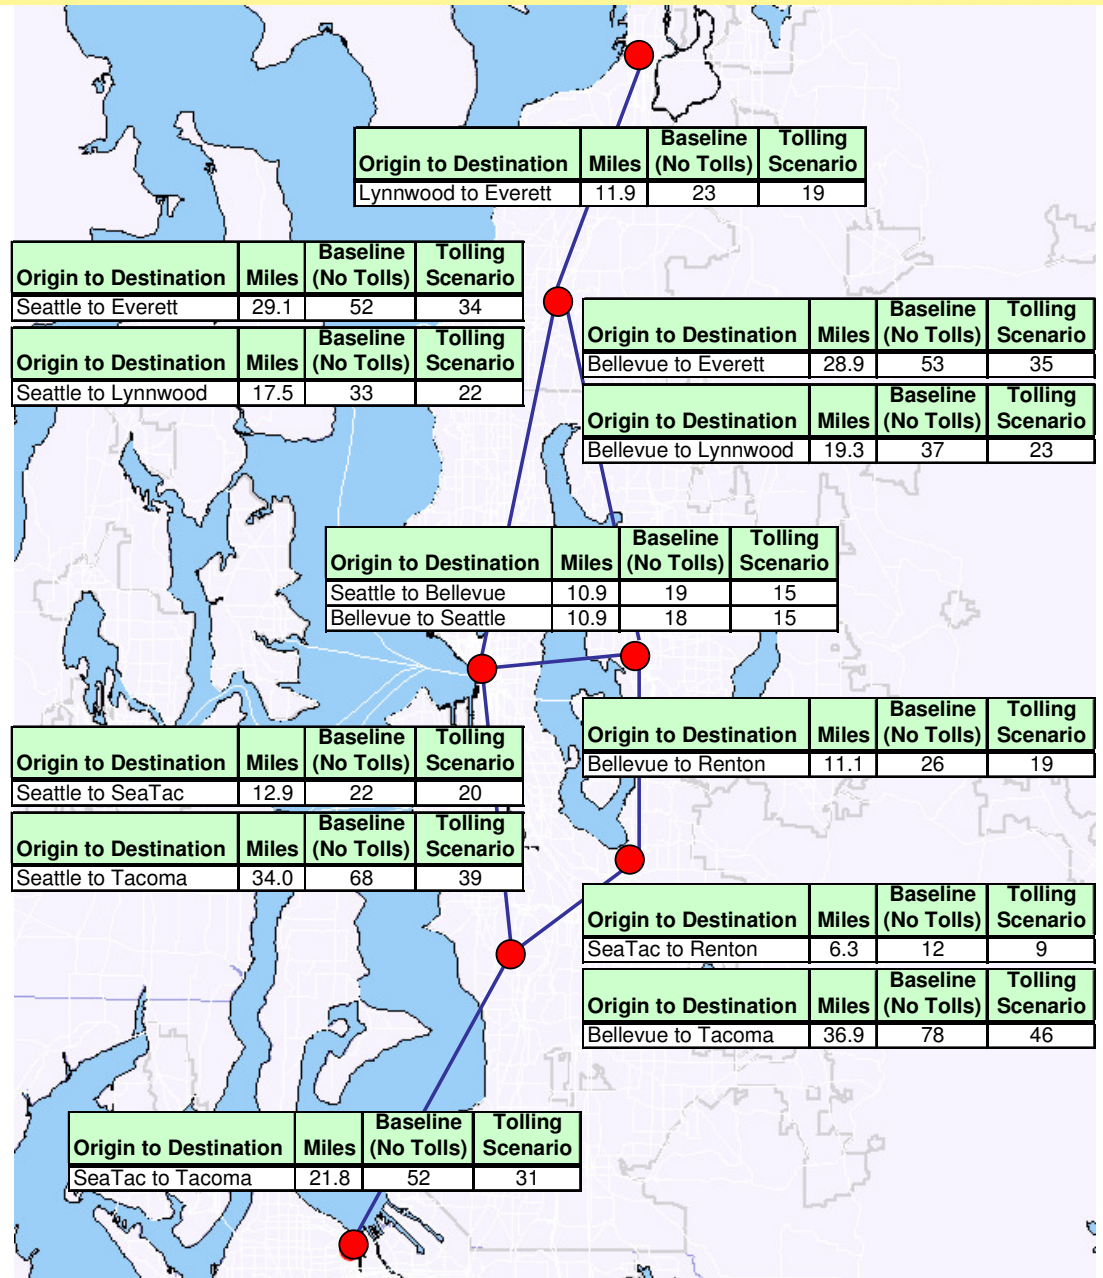 Origin to Destination Miles Baseline (No Tolls) Tolling Scenario
Lynnwood to Everett 11.9 23 19
Origin to Destination Miles Baseline (No Tolls) Tolling Scenario
Seattle to Everett 29.1 52 34
Origin to Destination Miles Baseline (No Tolls) Tolling Scenario
Seattle to Lynnwood 17.5 33 22
Origin to Destination Miles Baseline (No Tolls) Tolling Scenario
Bellevue to Everett 28.9 53 35
Origin to Destination Miles Baseline (No Tolls) Tolling Scenario
Bellevue to Lynnwood 19.3 37 23
Origin to Destination Miles Baseline (No Tolls) Tolling Scenario
Seattle to Bellevue 10.9 19 15
Bellevue to Seattle 10.9 18 15
Origin to Destination Miles Baseline (No Tolls) Tolling Scenario
Bellevue to Renton 11.1 26 19
Origin to Destination Miles Baseline (No Tolls) Tolling Scenario
Seattle to SeaTac 12.9 22 20
Origin to Destination Miles Baseline (No Tolls) Tolling Scenario
Seattle to Tacoma 34.0 68 39
Origin to Destination Miles Baseline (No Tolls) Tolling Scenario
SeaTac to Renton 6.3 12 9
Origin to Destination Miles Baseline (No Tolls) Tolling Scenario
Bellevue to Tacoma 36.9 78 46
Origin to Destination Miles Baseline (No Tolls) Tolling Scenario
SeaTac to Tacoma 21.8 52 31